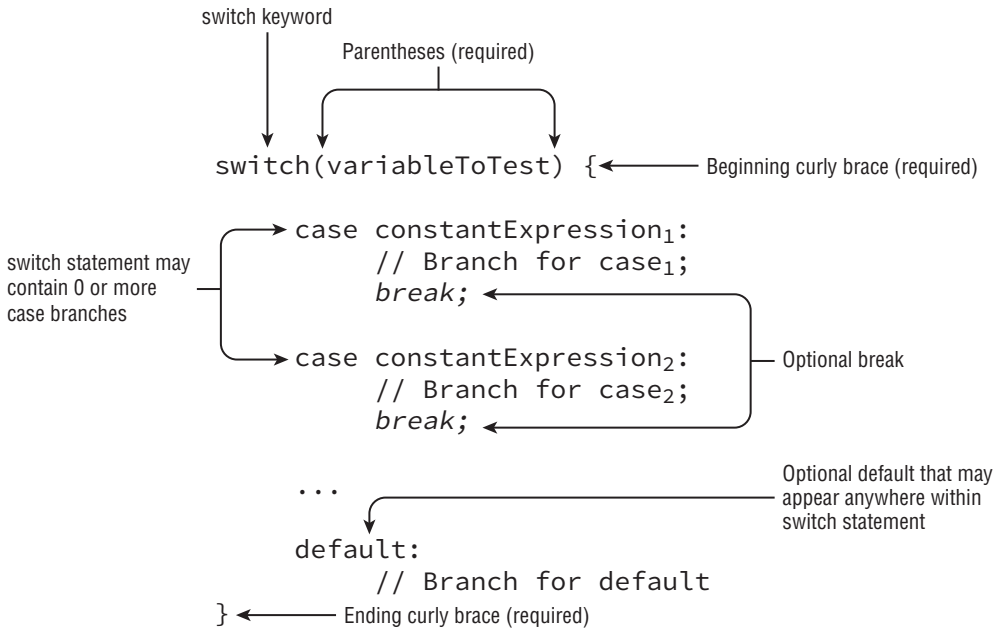 switch keyword
Parentheses (required)
switch(variableToTest) {
Beginning curly brace (required)
case constantExpression₁:
// Branch for case₁;
break;
switch statement may
contain 0 or more
case branches
Optional break
case constantExpression₂:
// Branch for case₂;
break;
...
Optional default that may
appear anywhere within
switch statement
default:
// Branch for default
}
Ending curly brace (required)